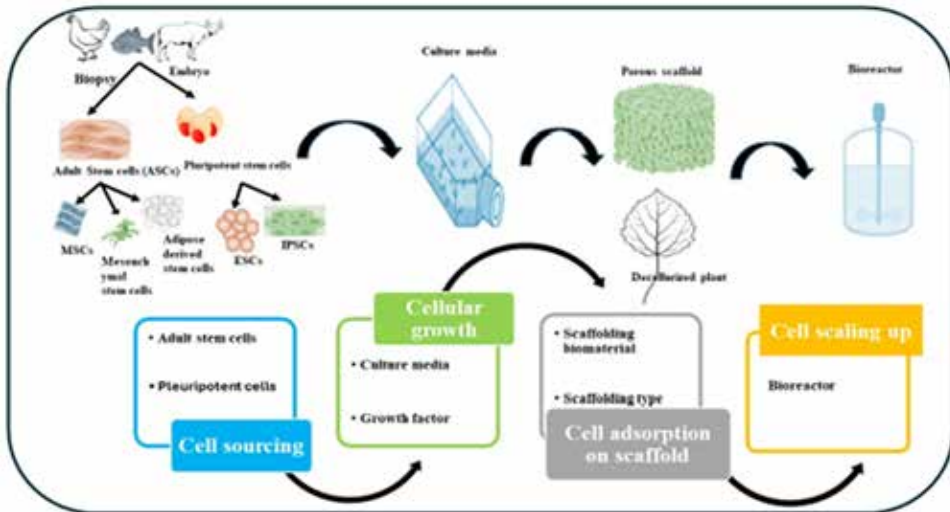 Biopsy
Embryo
Adult Stem cells (ASCs)
Pluripotent stem cells
MSCs
Mesench
ymal
stem cells
Adipose
derived
stem cells
ESCs
IPSCs
Culture media
Porous scaffold
Decellurized plant
Bioreactor
• Adult stem cells
• Pleuripotent cells
Cell sourcing
Cellular
growth
• Culture media
• Growth factor
• Scaffolding
biomaterial
• Scaffolding type
Cell adsorption
on scaffold
Cell scaling up
Bioreactor